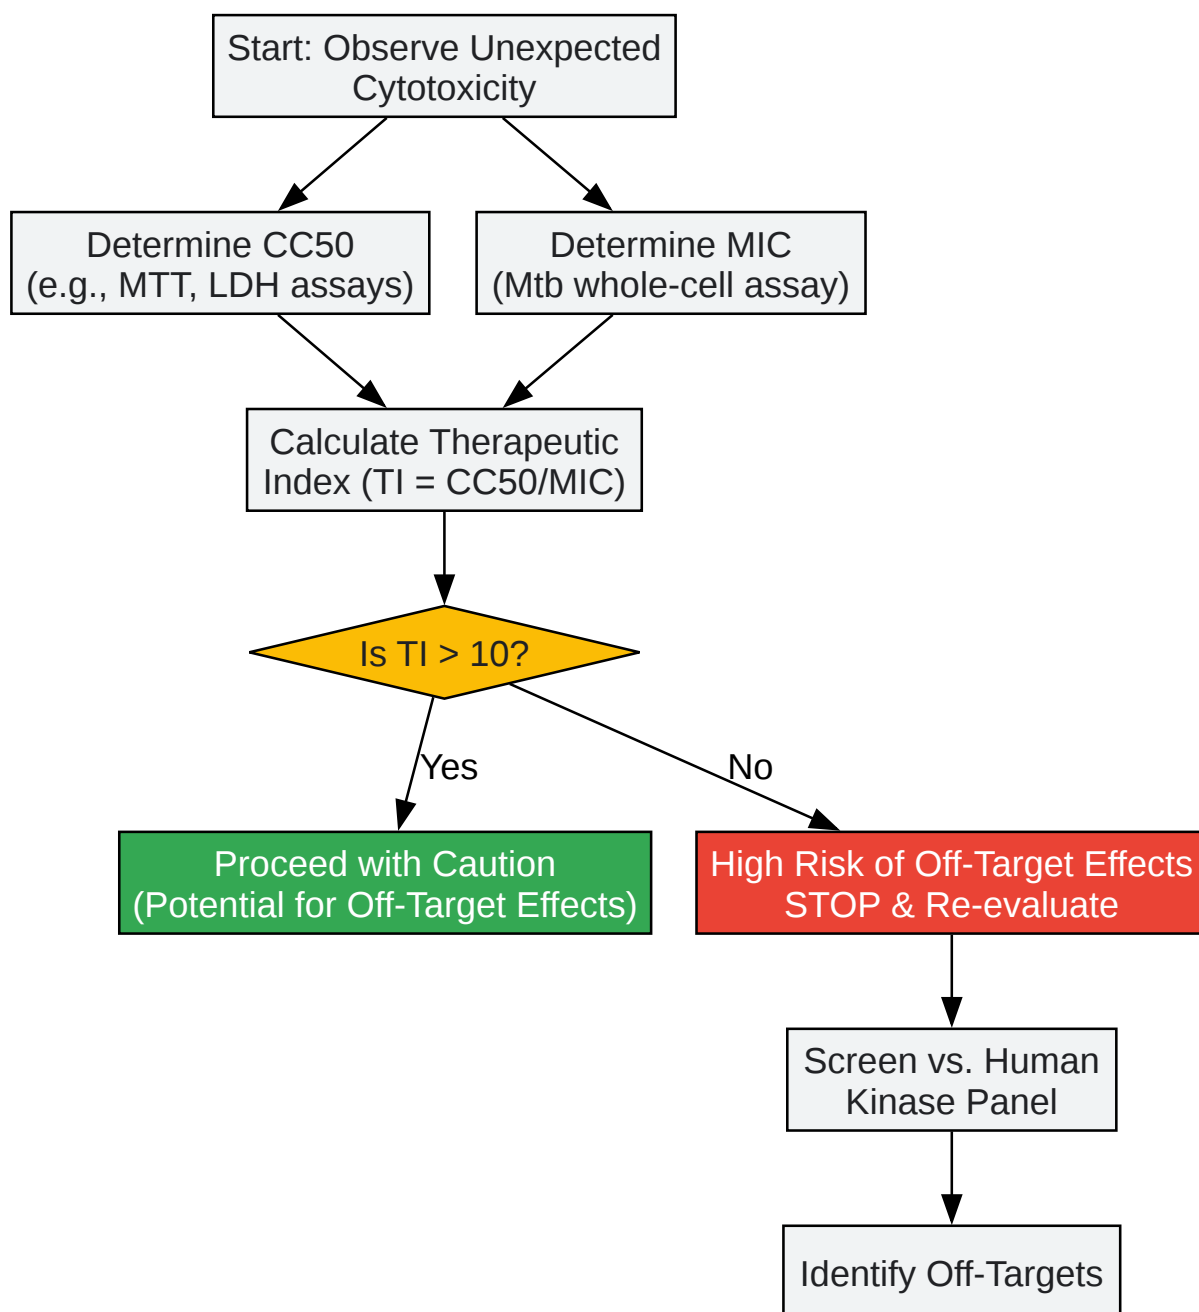 Start: Observe Unexpected
Cytotoxicity
Determine CC50
(e.g., MTT, LDH assays)
Determine MIC
(Mtb whole-cell assay)
Calculate Therapeutic
Index (TI = CC50/MIC)
Is TI > 10?
Yes
No
Proceed with Caution
(Potential for Off-Target Effects)
High Risk of Off-Target Effects
STOP & Re-evaluate
Screen vs. Human
Kinase Panel
Identify Off-Targets